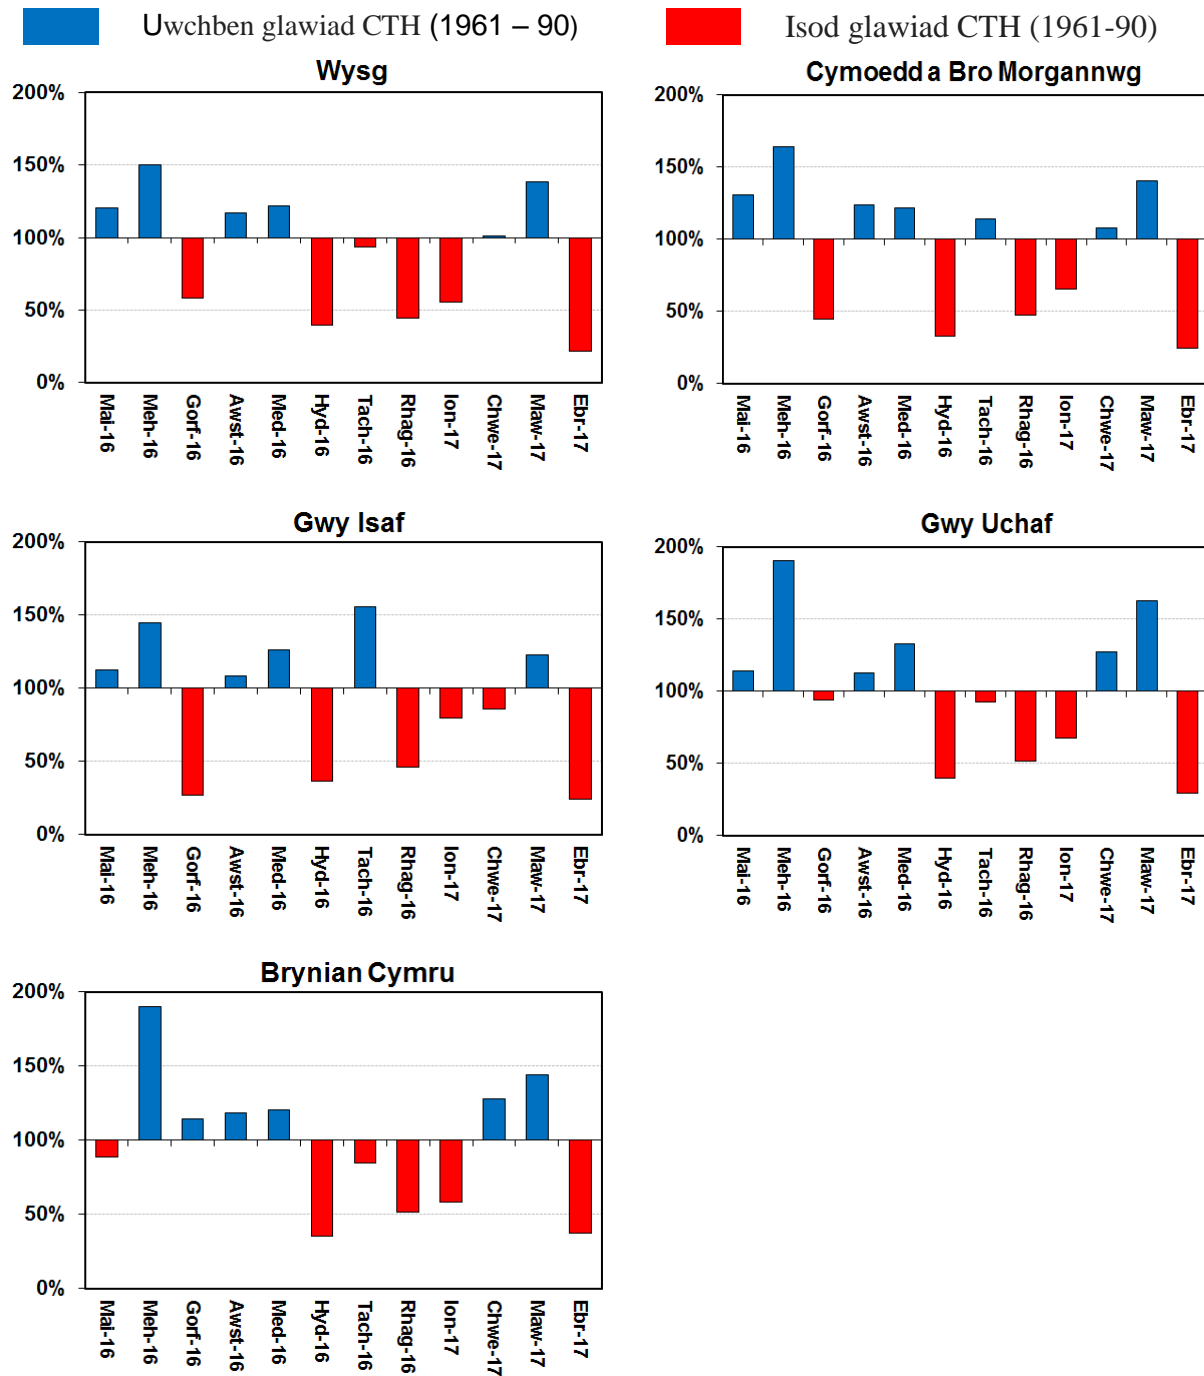 Uwchben glawiad CTH (1961 – 90)
Isod glawiad CTH (1961-90)
Wysg
200%
150%
100%
50%
0%
Mai-16
Meh-16
Gorf-16
Awst-16
Med-16
Hyd-16
Tach-16
Rhag-16
Ion-17
Chwe-17
Maw-17
Ebr-17
Cymoedd a Bro Morgannwg
200%
150%
100%
50%
0%
Mai-16
Meh-16
Gorf-16
Awst-16
Med-16
Hyd-16
Tach-16
Rhag-16
Ion-17
Chwe-17
Maw-17
Ebr-17
Gwy Isaf
200%
150%
100%
50%
0%
Mai-16
Meh-16
Gorf-16
Awst-16
Med-16
Hyd-16
Tach-16
Rhag-16
Ion-17
Chwe-17
Maw-17
Ebr-17
Gwy Uchaf
200%
150%
100%
50%
0%
Mai-16
Meh-16
Gorf-16
Awst-16
Med-16
Hyd-16
Tach-16
Rhag-16
Ion-17
Chwe-17
Maw-17
Ebr-17
Brynian Cymru
200%
150%
100%
50%
0%
Mai-16
Meh-16
Gorf-16
Awst-16
Med-16
Hyd-16
Tach-16
Rhag-16
Ion-17
Chwe-17
Maw-17
Ebr-17